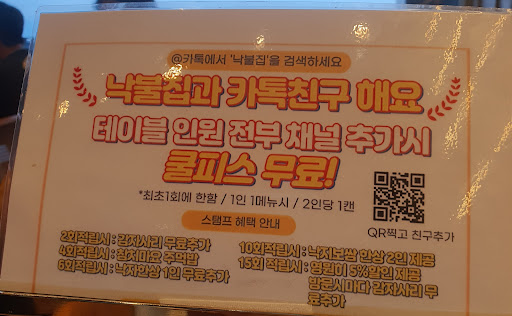 @카톡에서 '낙불집'을 검색하세요
낙불집과 카톡친구 해요
테이블 인원 전부 채널 추가시
쿨피스 무료!
*최초1회에 한함 / 1인 1메뉴시 / 2인당 1캔
QR찍고 친구추가
스탬프 혜택 안내
2회적립시 : 감자사리 무료추가
4회적립시 : 참치마요 주먹밥
6회적립시 : 낙지한상 1인 무료추가
10회적립시 : 낙지보쌈 한상 2인 제공
15회 적립시 : 영원이 5%할인 제공
방문시마다 감자사리 무
료추가